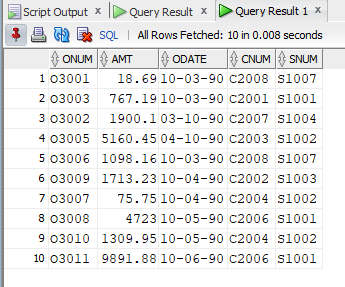 Script Output x Query Result x Query Result 1 x
SQL | All Rows Fetched: 10 in 0.008 seconds
ONUM AMT ODATE CNUM SNUM
1 O3001 18.69 10-03-90 C2008 S1007
2 O3003 767.19 10-03-90 C2001 S1001
3 O3002 1900.1 03-10-90 C2007 S1004
4 O3005 5160.45 04-10-90 C2003 S1002
5 O3006 1098.16 10-03-90 C2008 S1007
6 O3009 1713.23 10-04-90 C2002 S1003
7 O3007 75.75 10-04-90 C2004 S1002
8 O3008 4723 10-05-90 C2006 S1001
9 O3010 1309.95 10-05-90 C2004 S1002
10 O3011 9891.88 10-06-90 C2006 S1001